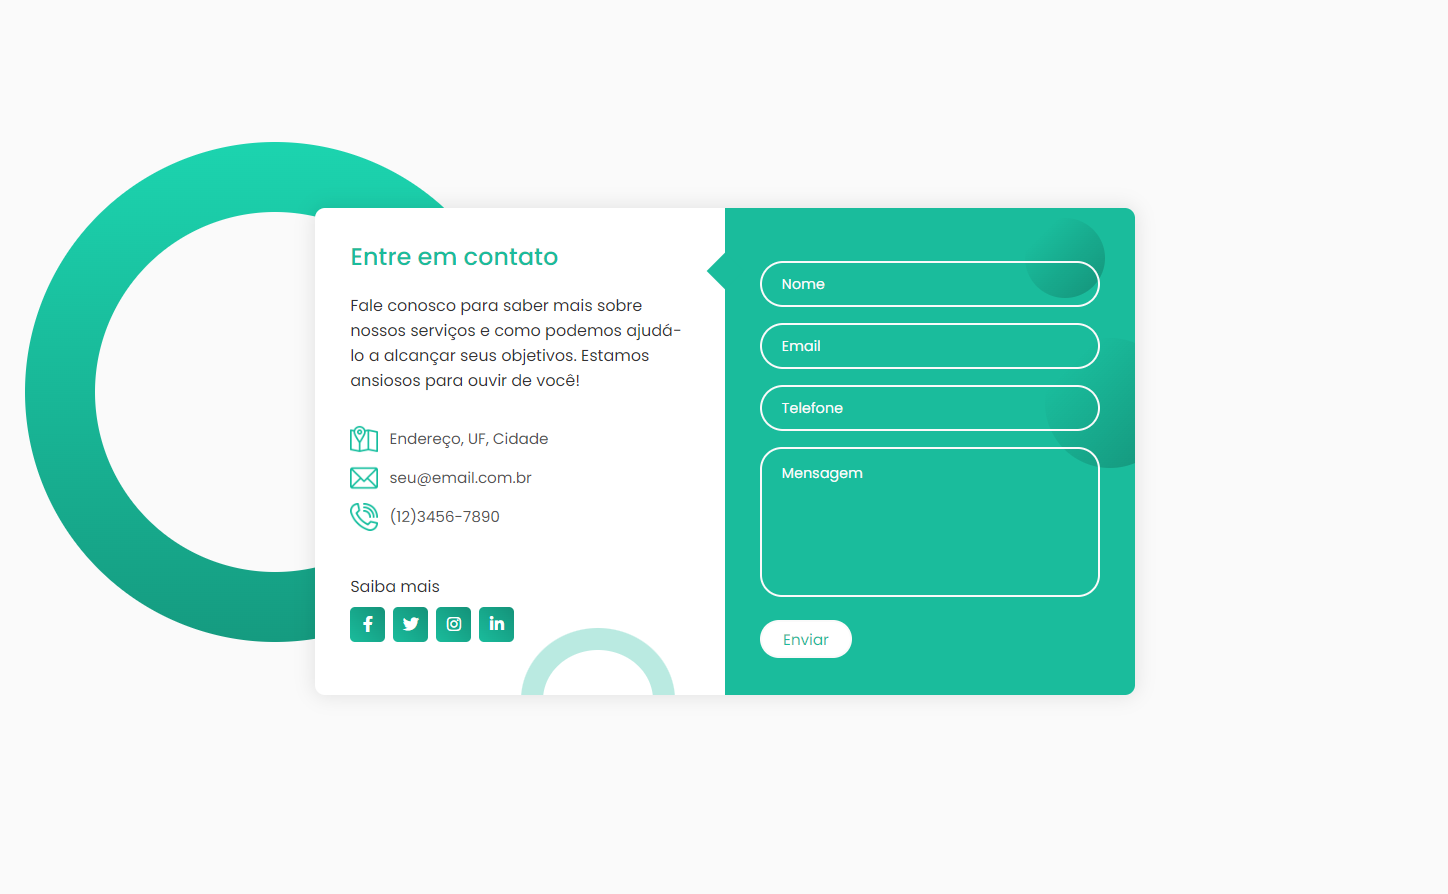 Entre em contato
Fale conosco para saber mais sobre
nossos serviços e como podemos ajudá-
lo a alcançar seus objetivos. Estamos
ansiosos para ouvir de você!
Endereço, UF, Cidade
seu@email.com.br
(12)3456-7890
Saiba mais
Nome
Email
Telefone
Mensagem
Enviar